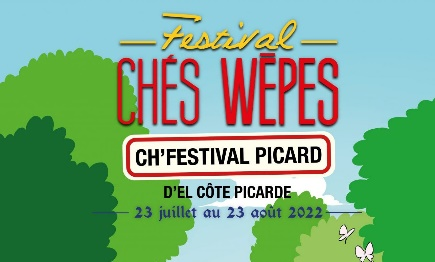 Festival
CHÉS WÈPES
CH'FESTIVAL PICARD
D'EL CÔTE PICARDE
23 juillet au 23 août 2022